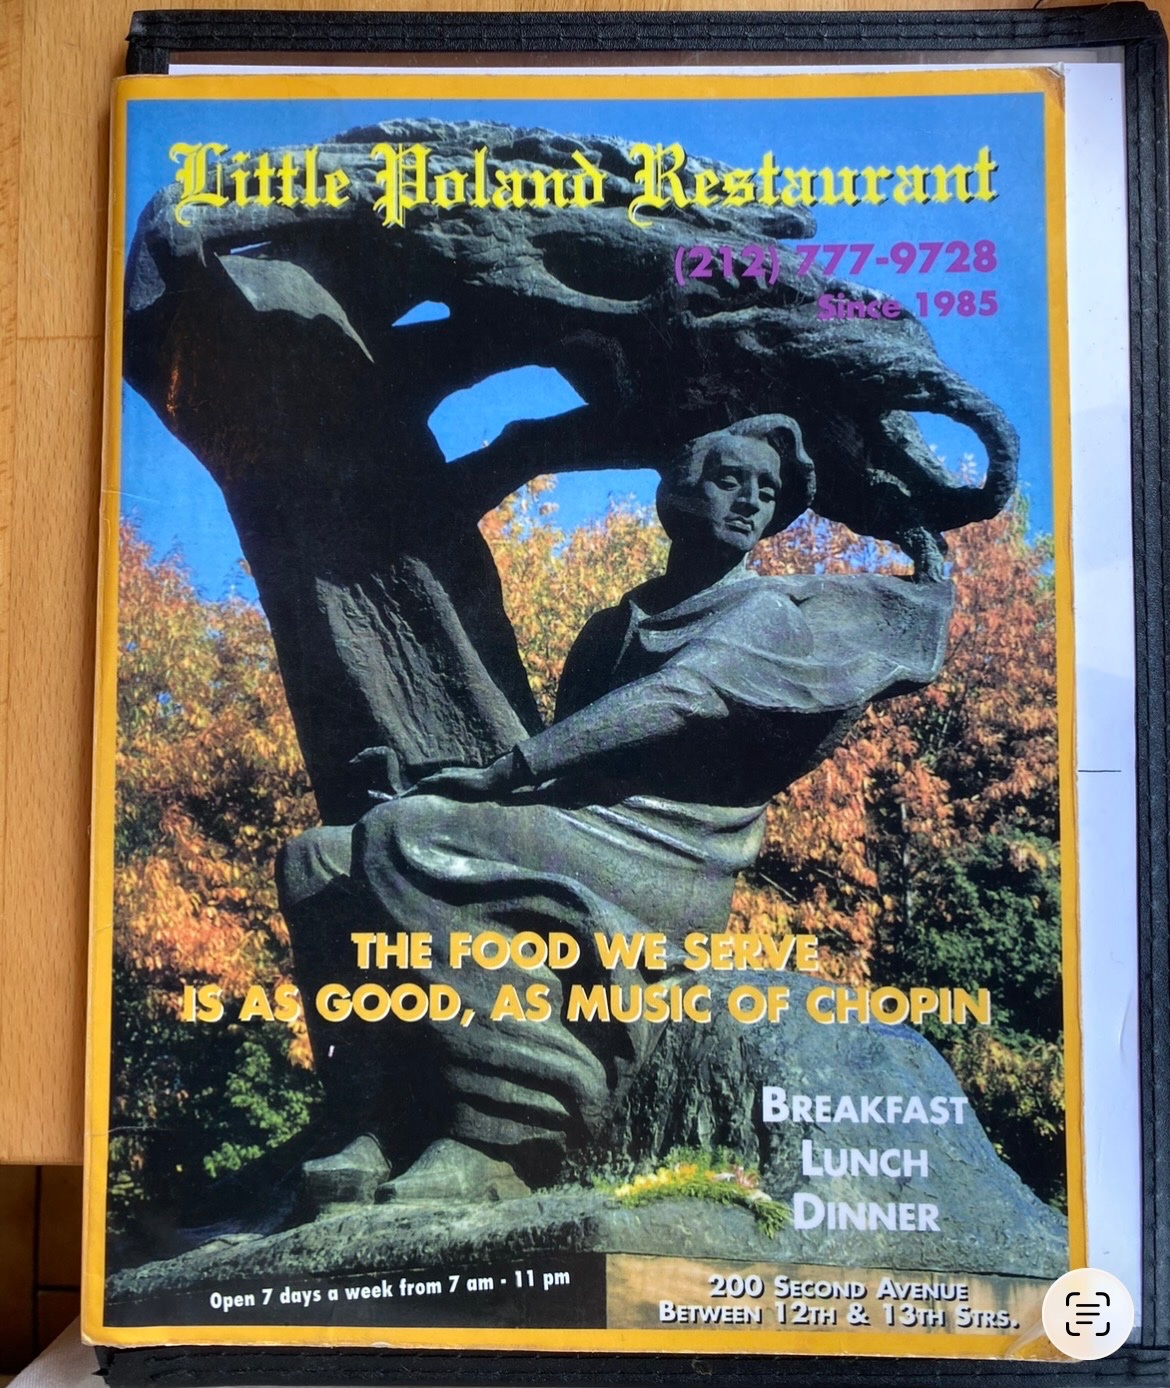 Little Poland Restaurant
(212) 777-9728
Since 1985
THE FOOD WE SERVE
IS AS GOOD, AS MUSIC OF CHOPIN
BREAKFAST
LUNCH
DINNER
Open 7 days a week from 7 am - 11 pm
200 SECOND AVENUE
BETWEEN 12TH & 13TH STRS.